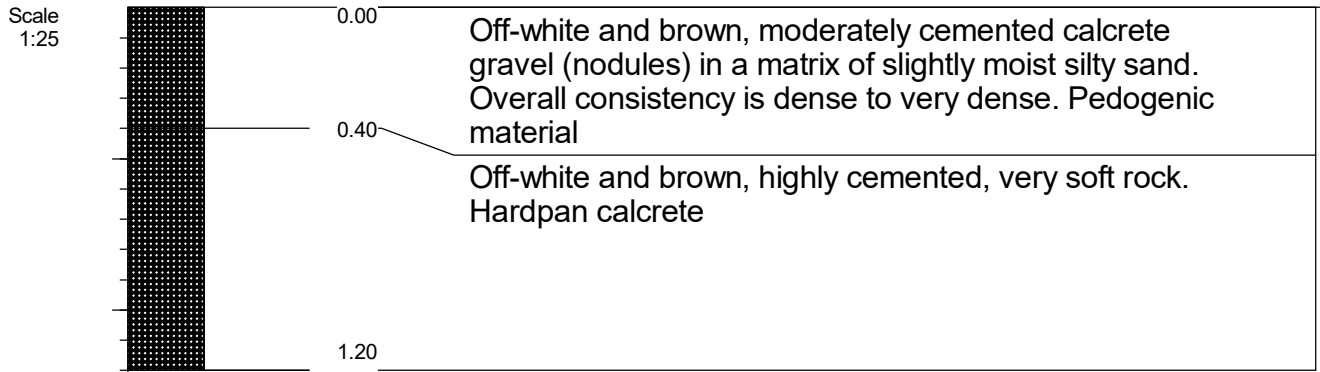 Scale
1:25
0.00
Off-white and brown, moderately cemented calcrete
gravel (nodules) in a matrix of slightly moist silty sand.
Overall consistency is dense to very dense. Pedogenic
material
0.40
Off-white and brown, highly cemented, very soft rock.
Hardpan calcrete
1.20